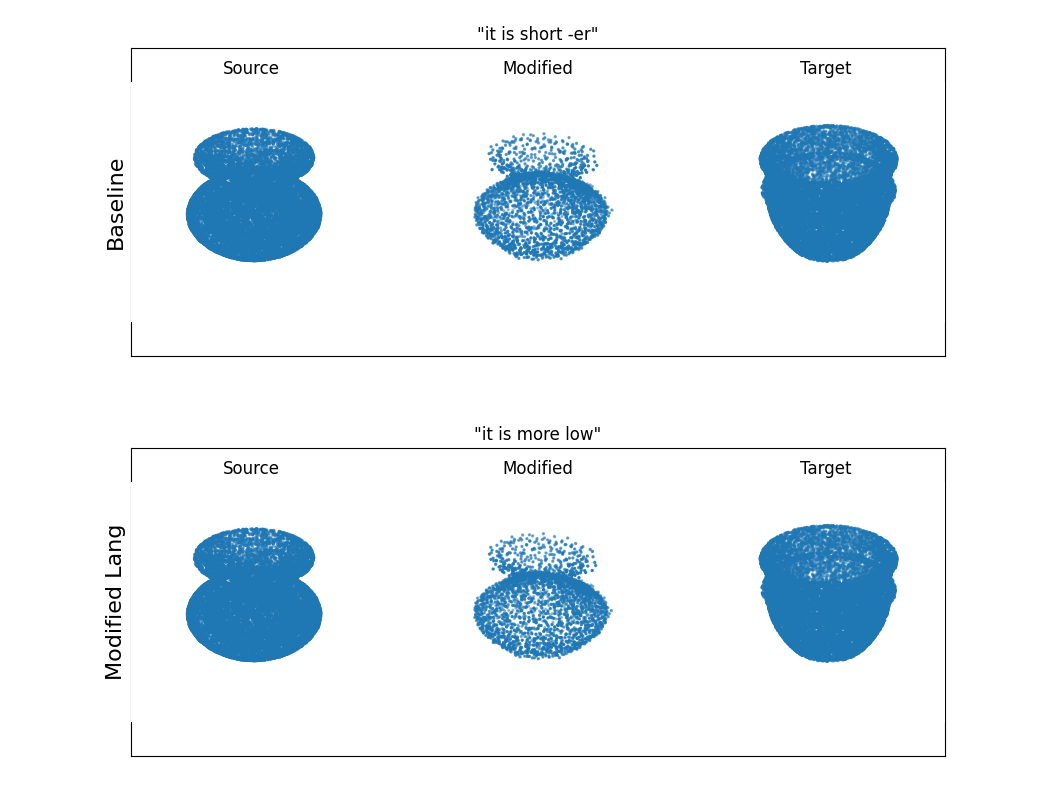 "it is short -er"
Source Modified Target
Baseline
"it is more low"
Source Modified Target
Modified Lang